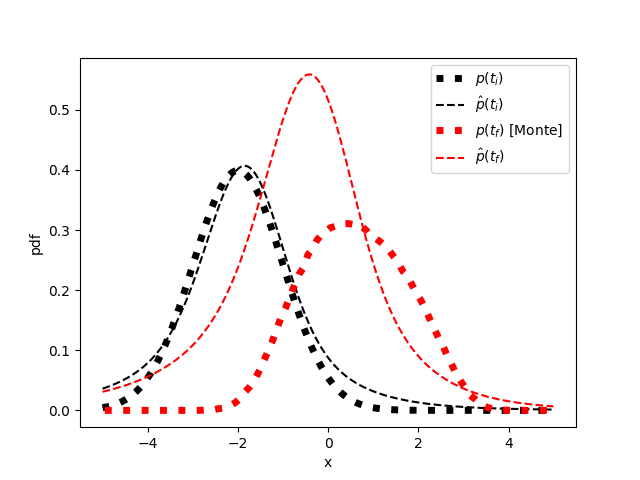 p(t_i)
p̂(t_i)
p(t_f) [Monte]
p̂(t_f)
pdf
0.5
0.4
0.3
0.2
0.1
0.0
−4 −2 0 2 4
x